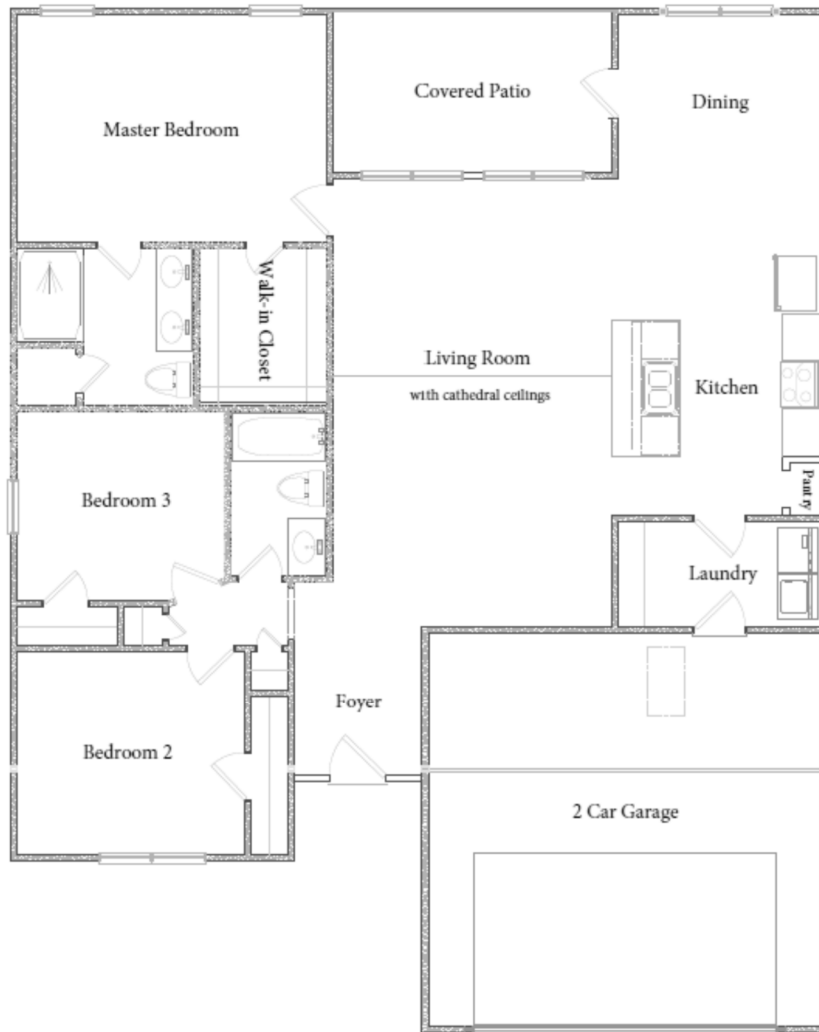 Covered Patio
Dining
Master Bedroom
Walk-in Closet
Living Room
with cathedral ceilings
Kitchen
Pantry
Bedroom 3
Laundry
Foyer
Bedroom 2
2 Car Garage